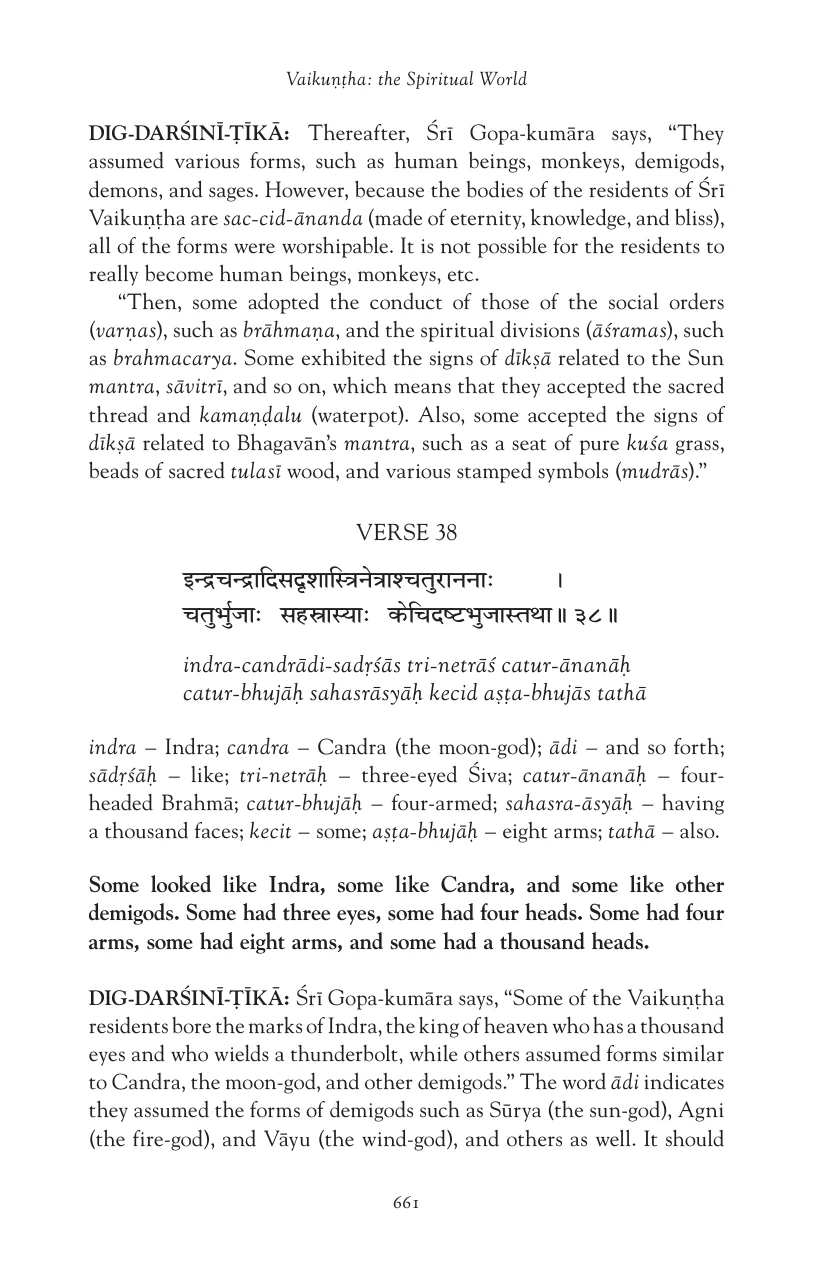 Vaikuṇṭha: the Spiritual World
DIG-DARŚINĪ-ṬĪKĀ: Thereafter, Śrī Gopa-kumāra says, “They
assumed various forms, such as human beings, monkeys, demigods,
demons, and sages. However, because the bodies of the residents of Śrī
Vaikuṇṭha are sac-cid-ānanda (made of eternity, knowledge, and bliss),
all of the forms were worshipable. It is not possible for the residents to
really become human beings, monkeys, etc.
“Then, some adopted the conduct of those of the social orders
(varṇas), such as brāhmaṇa, and the spiritual divisions (āśramas), such
as brahmacarya. Some exhibited the signs of dīkṣā related to the Sun
mantra, sāvitrī, and so on, which means that they accepted the sacred
thread and kamaṇḍalu (waterpot). Also, some accepted the signs of
dīkṣā related to Bhagavān’s mantra, such as a seat of pure kuśa grass,
beads of sacred tulasī wood, and various stamped symbols (mudrās).”
VERSE 38
इन्द्रचन्द्रादिसदृशास्त्रिनेत्राश्चतुराननाः ।
चतुर्भुजाः सहस्रास्याः केचिदष्टभुजास्तथा॥ ३८॥
indra-candrādi-sadṛśās tri-netrāś catur-ānanāḥ
catur-bhujāḥ sahasrāsyāḥ kecid aṣṭa-bhujās tathā
indra – Indra; candra – Candra (the moon-god); ādi – and so forth;
sādṛśāḥ – like; tri-netrāḥ – three-eyed Śiva; catur-ānanāḥ – four-
headed Brahmā; catur-bhujāḥ – four-armed; sahasra-āsyāḥ – having
a thousand faces; kecit – some; aṣṭa-bhujāḥ – eight arms; tathā – also.
Some looked like Indra, some like Candra, and some like other
demigods. Some had three eyes, some had four heads. Some had four
arms, some had eight arms, and some had a thousand heads.
DIG-DARŚINĪ-ṬĪKĀ: Śrī Gopa-kumāra says, “Some of the Vaikuṇṭha
residents bore the marks of Indra, the king of heaven who has a thousand
eyes and who wields a thunderbolt, while others assumed forms similar
to Candra, the moon-god, and other demigods.” The word ādi indicates
they assumed the forms of demigods such as Sūrya (the sun-god), Agni
(the fire-god), and Vāyu (the wind-god), and others as well. It should
661